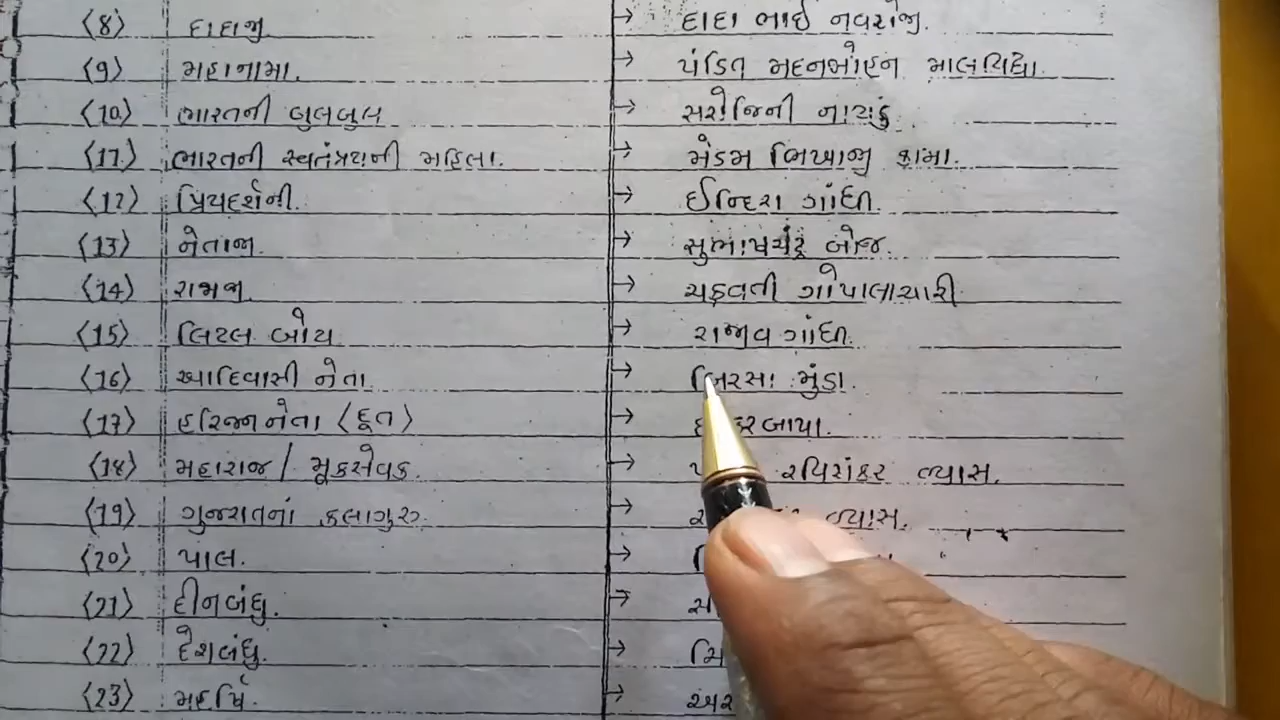 (8) દાદાજી → દાદા ભાઈ નવરોજી.
(9) મહાનામા. → પંડિત મદનમોહન માલવિયા.
(10) ભારતની બુલબુલ → સરોજિની નાયડું
(11) ભારતની સ્વતંત્રતાની મહિલા. → મેડમ ભિખાજી કામા.
(12) પ્રિયદર્શની. → ઈન્દિરા ગાંધી.
(13) નેતાજી. → સુભાષચંદ્ર બોઝ.
(14) રાજાજી. → ચક્રવતી ગોપાલાચારી
(15) લિટલ બોય → રાજીવ ગાંધી.
(16) આદિવાસી નેતા → બિરસા મુંડા.
(17) હરિજન નેતા (દૂત) → બાપા.
(18) મહારાજ / મૂકસેવક. → રવિશંકર વ્યાસ.
(19) ગુજરાતનાં કલાગુરુ. → વ્યાસ.
(20) પાલ. →
(21) દીનબંધુ. →
(22) દેશબંધુ. →
(23) મહર્ષિ. →